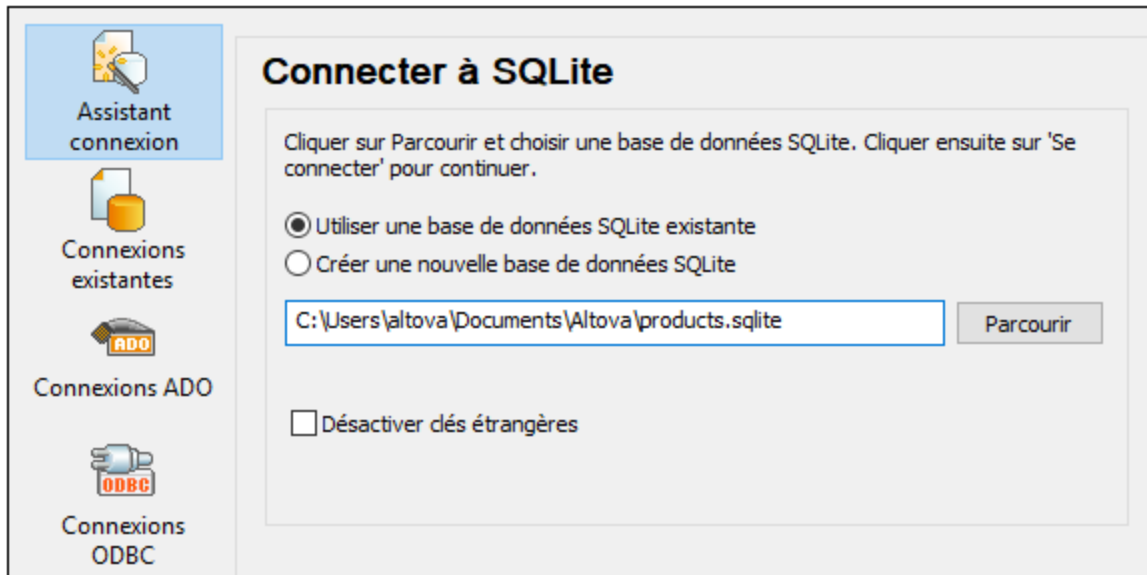 Assistant
connexion
Connexions
existantes
ADO
Connexions ADO
ODBC
Connexions
ODBC
Connecter à SQLite
Cliquer sur Parcourir et choisir une base de données SQLite. Cliquer ensuite sur 'Se
connecter' pour continuer.
Utiliser une base de données SQLite existante
Créer une nouvelle base de données SQLite
C:\Users\altova\Documents\Altova\products.sqlite
Parcourir
Désactiver clés étrangères